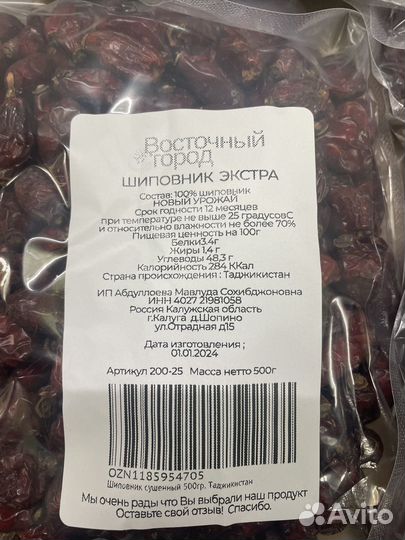 Восточный
город
ШИПОВНИК ЭКСТРА
Состав: 100% шиповник
НОВЫЙ УРОЖАЙ
Срок годности 12 месяцев
при температуре не выше 25 градусовС
и относительно влажности не более 70%
Пищевая ценность на 100г
Белки3.4г
Жиры 1,4 г
Углеводы 48,3 г
Калорийность 284 ККал
Страна происхождения : Таджикистан
ИП Абдуллоева Мавлуда Сохибджоновна
ИНН 4027 21981058
Россия Калужская область
г.Калуга д.Шопино
ул.Отрадная д15
Дата изготовления ;
01.01.2024
Артикул 200-25 Масса нетто 500г
OZN1185954705
Шиповник сушенный 500гр. Таджикистан
Мы очень рады что Вы выбрали наш продукт
Оставьте свой отзыв! Спасибо.
Avito